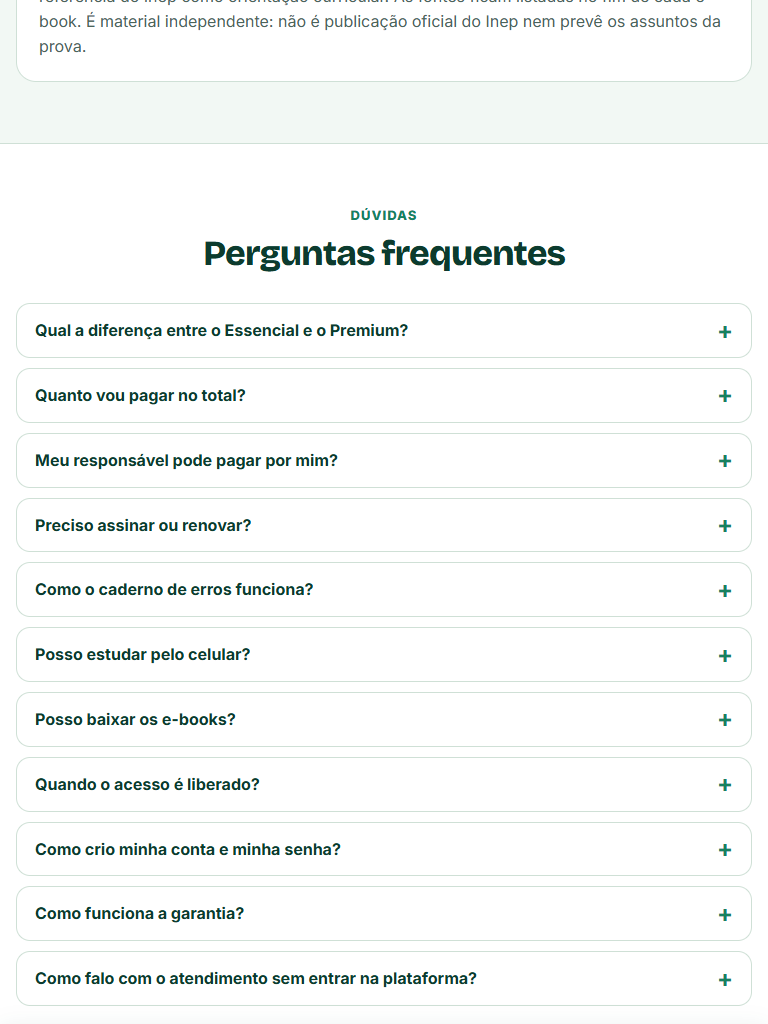 book. É material independente: não é publicação oficial do Inep nem prevê os assuntos da
prova.
DÚVIDAS
Perguntas frequentes
Qual a diferença entre o Essencial e o Premium?
+
Quanto vou pagar no total?
+
Meu responsável pode pagar por mim?
+
Preciso assinar ou renovar?
+
Como o caderno de erros funciona?
+
Posso estudar pelo celular?
+
Posso baixar os e-books?
+
Quando o acesso é liberado?
+
Como crio minha conta e minha senha?
+
Como funciona a garantia?
+
Como falo com o atendimento sem entrar na plataforma?
+